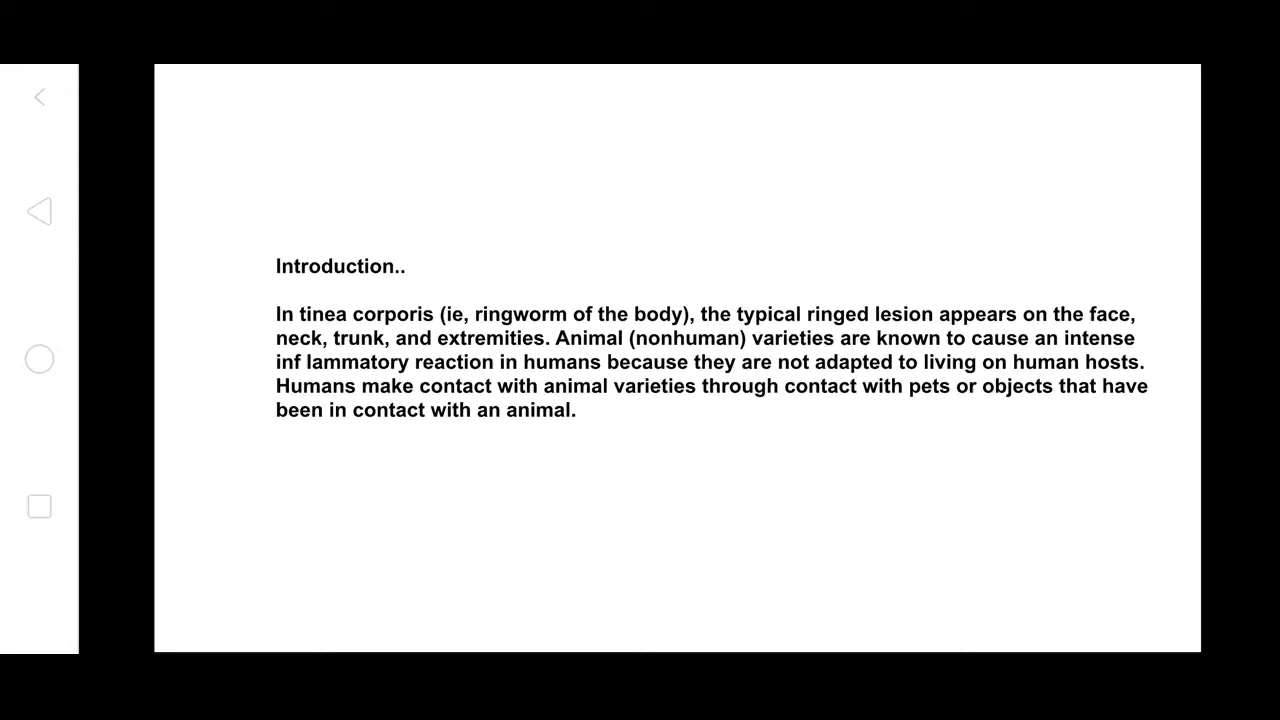 Introduction..
In tinea corporis (ie, ringworm of the body), the typical ringed lesion appears on the face,
neck, trunk, and extremities. Animal (nonhuman) varieties are known to cause an intense
inf lammatory reaction in humans because they are not adapted to living on human hosts.
Humans make contact with animal varieties through contact with pets or objects that have
been in contact with an animal.